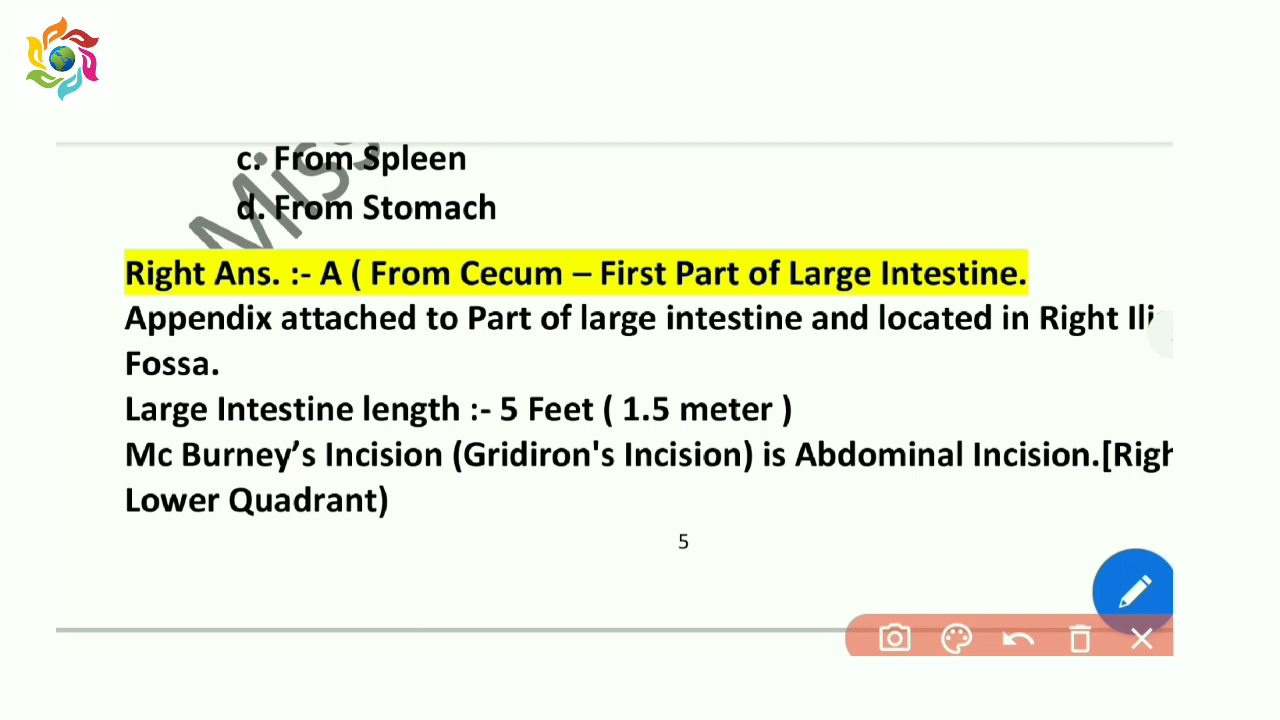 c. From Spleen
d. From Stomach
Miss
Right Ans. :- A ( From Cecum – First Part of Large Intestine.
Appendix attached to Part of large intestine and located in Right
Fossa.
Large Intestine length :- 5 Feet ( 1.5 meter )
Mc Burney’s Incision (Gridiron's Incision) is Abdominal Incision.[Righ
Lower Quadrant)
5